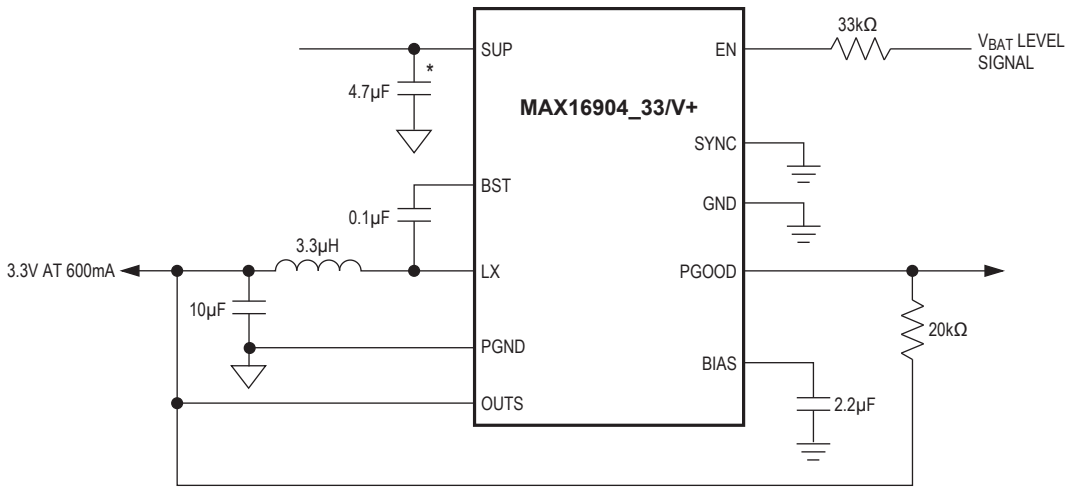 33kΩ
SUP
EN
VBAT LEVEL
SIGNAL
*
4.7µF
MAX16904_33/V+
SYNC
BST
GND
0.1µF
3.3µH
3.3V AT 600mA
LX
PGOOD
10µF
20kΩ
PGND
BIAS
OUTS
2.2µF